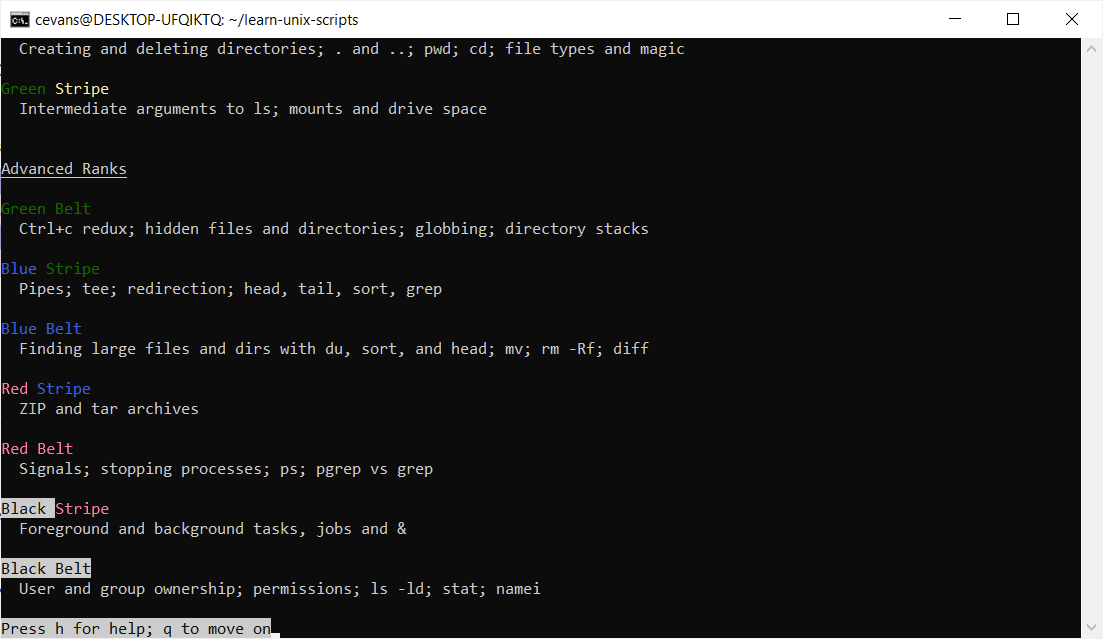 cevans@DESKTOP-UFQIKTQ: ~/learn-unix-scripts
Creating and deleting directories; . and ..; pwd; cd; file types and magic
Green Stripe
Intermediate arguments to ls; mounts and drive space
Advanced Ranks
Green Belt
Ctrl+c redux; hidden files and directories; globbing; directory stacks
Blue Stripe
Pipes; tee; redirection; head, tail, sort, grep
Blue Belt
Finding large files and dirs with du, sort, and head; mv; rm -Rf; diff
Red Stripe
ZIP and tar archives
Red Belt
Signals; stopping processes; ps; pgrep vs grep
Black Stripe
Foreground and background tasks, jobs and &
Black Belt
User and group ownership; permissions; ls -ld; stat; namei
Press h for help; q to move on